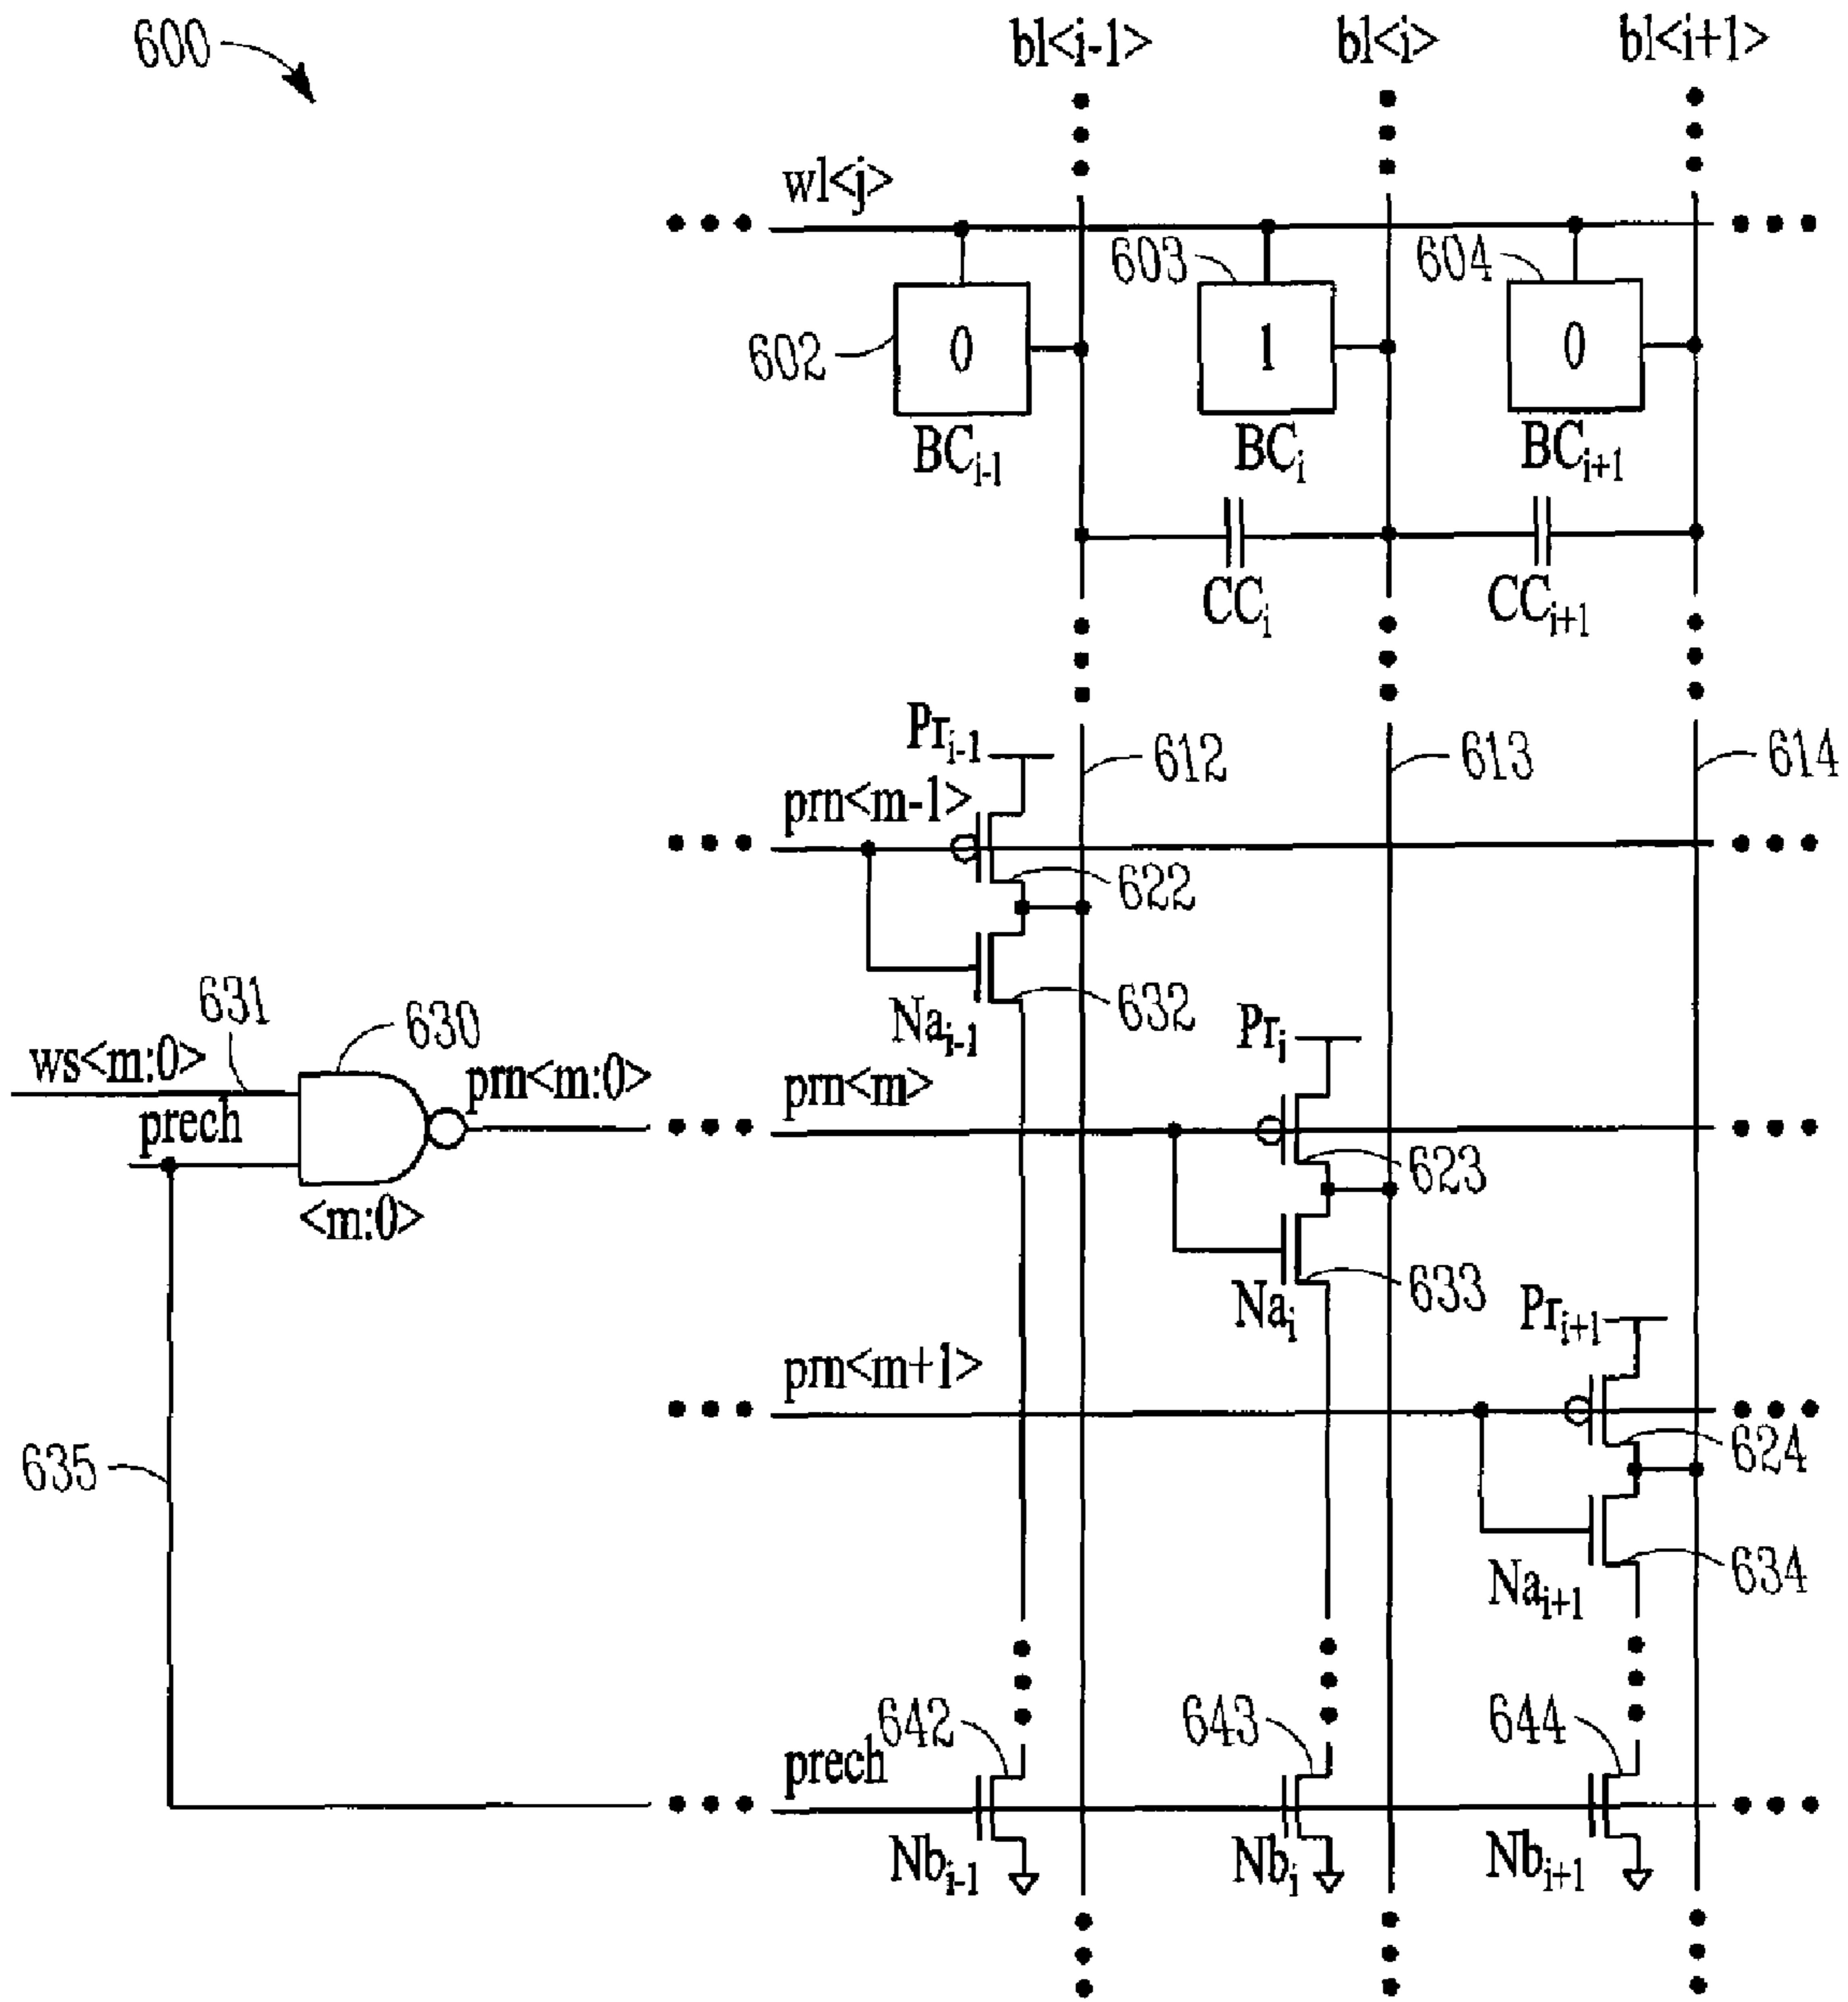 600
bl<i-1>
bl<i>
bl<i+1>
wl<j>
603
604
602
0
1
0
BCi-1
BCi
BCi+1
CCi
CCi+1
Pri-1
612
613
614
prn<m-1>
622
631
630
Nai-1
632
ws<m:0>
prn<m:0>
prn<m>
Pri
prech
623
<m:0>
Nai
633
Pri+1
prn<m+1>
635
624
Nai+1
634
642
643
644
prech
Nbi-1
Nbi
Nbi+1